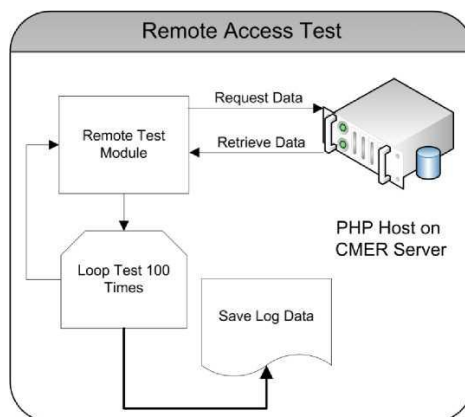 Remote Access Test
Request Data
Remote Test
Module
Retrieve Data
PHP Host on
CMER Server
Loop Test 100
Times
Save Log Data